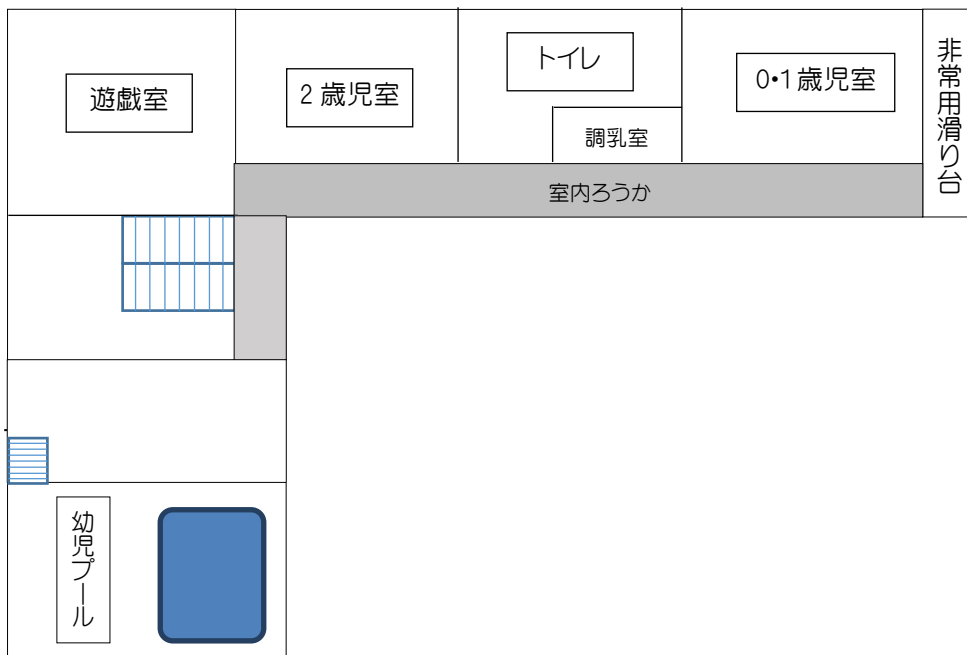 遊戯室
2歳児室
トイレ
調乳室
0・1歳児室
非常用滑り台
室内ろうか
幼児プール